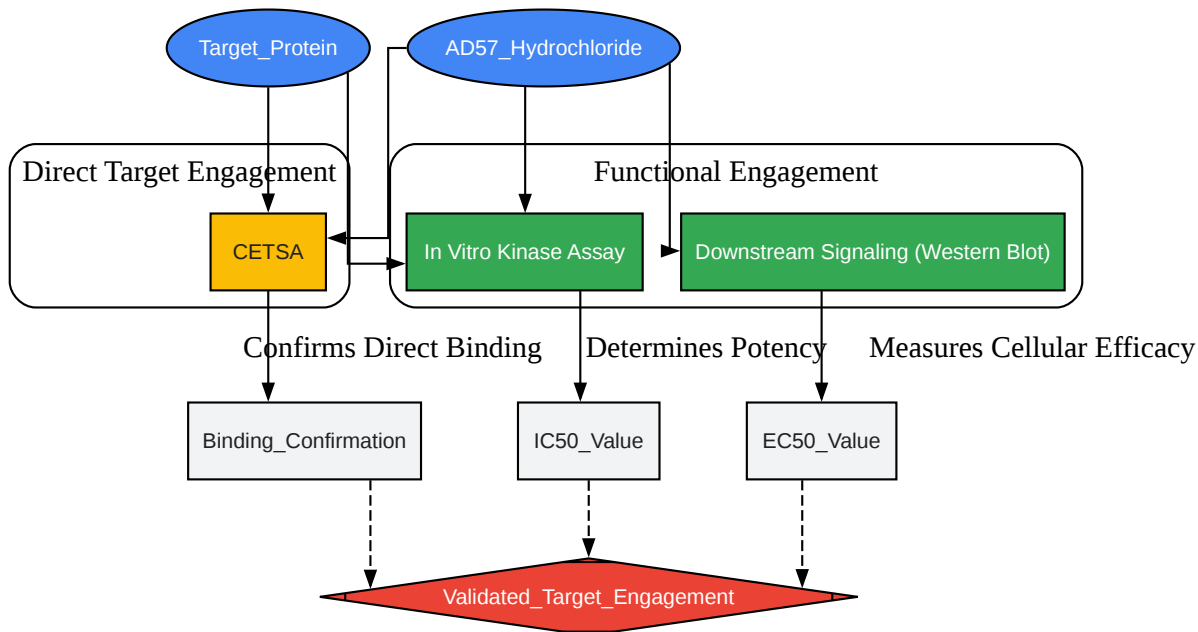 Target_Protein
AD57_Hydrochloride
Direct Target Engagement
Functional Engagement
CETSA
In Vitro Kinase Assay
Downstream Signaling (Western Blot)
Confirms Direct Binding
Determines Potency
Measures Cellular Efficacy
Binding_Confirmation
IC50_Value
EC50_Value
Validated_Target_Engagement